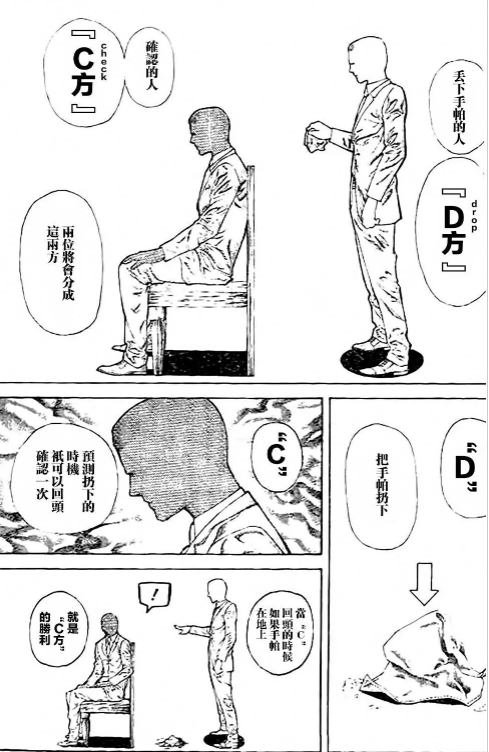 丟下手帕的人
『D方』
drop
確認的人
『C方』
check
兩位將會分成
這兩方
“D”
把手帕扔下
“C”
預測扔下的
時機
衹可以回頭
確認一次
當“C”
回頭的時候
如果手帕
在地上
！
就是
“C方”
的勝利